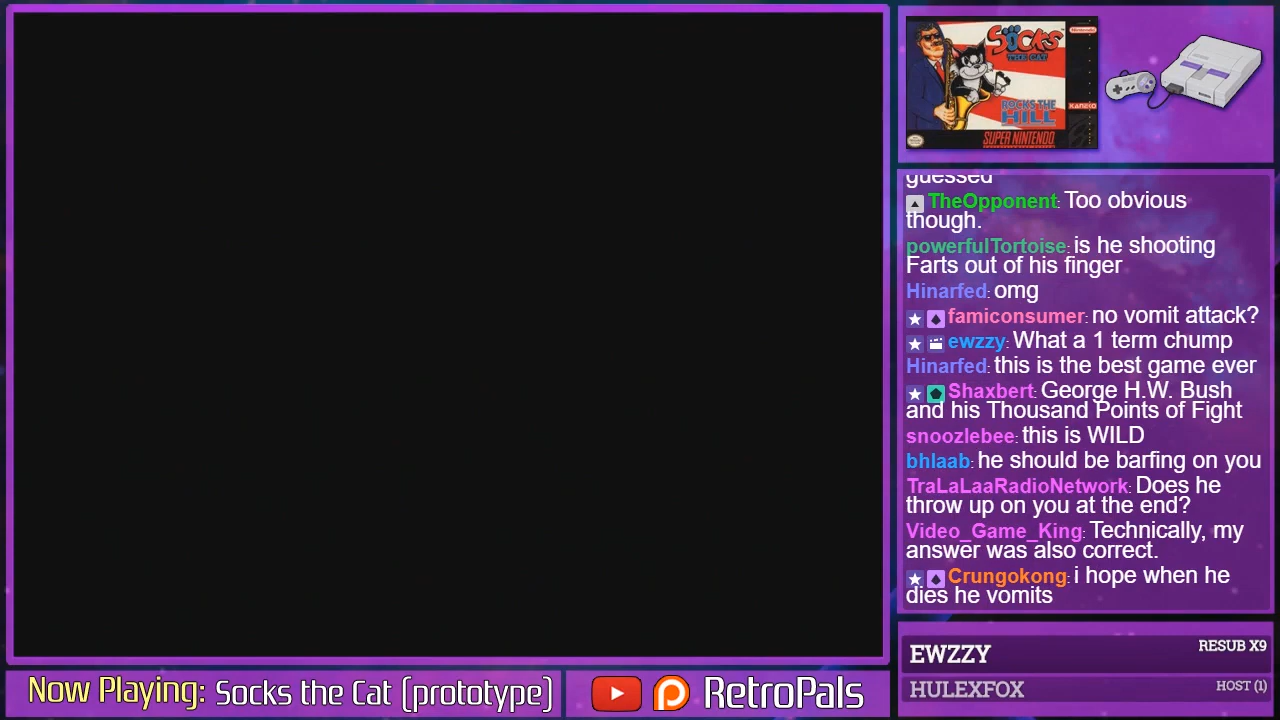 SOCKS
THE CAT
ROCKS THE
HILL
Nintendo
KANEKO
SUPER NINTENDO
guessed
TheOpponent: Too obvious
though.
powerfulTortoise: is he shooting
Farts out of his finger
Hinarfed: omg
famiconsumer: no vomit attack?
ewzzy: What a 1 term chump
Hinarfed: this is the best game ever
Shaxbert: George H.W. Bush
and his Thousand Points of Fight
snoozlebee: this is WILD
bhlaab: he should be barfing on you
TraLaLaaRadioNetwork: Does he
throw up on you at the end?
Video_Game_King: Technically, my
answer was also correct.
Crungokong: i hope when he
dies he vomits
EWZZY RESUB X9
HULEXFOX HOST (1)
Now Playing: Socks the Cat (prototype) RetroPals